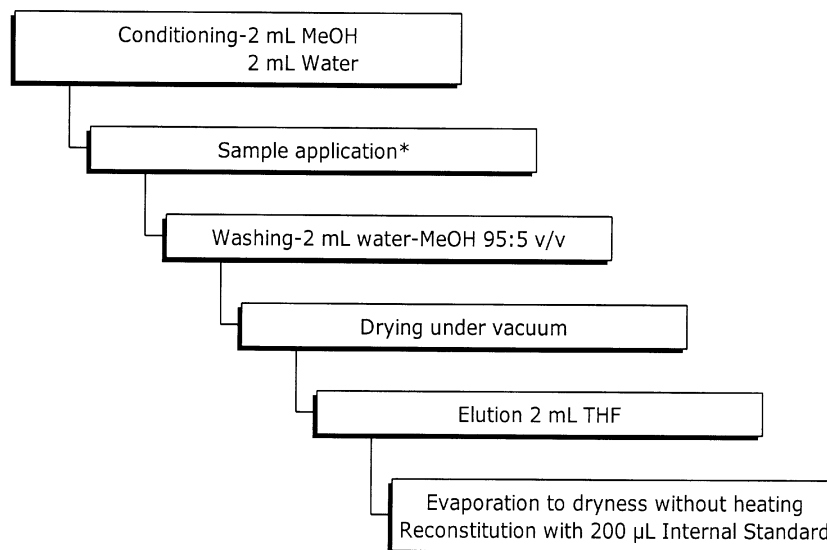 Conditioning-2 mL MeOH
2 mL Water
Sample application*
Washing-2 mL water-MeOH 95:5 v/v
Drying under vacuum
Elution 2 mL THF
Evaporation to dryness without heating
Reconstitution with 200 µL Internal Standard